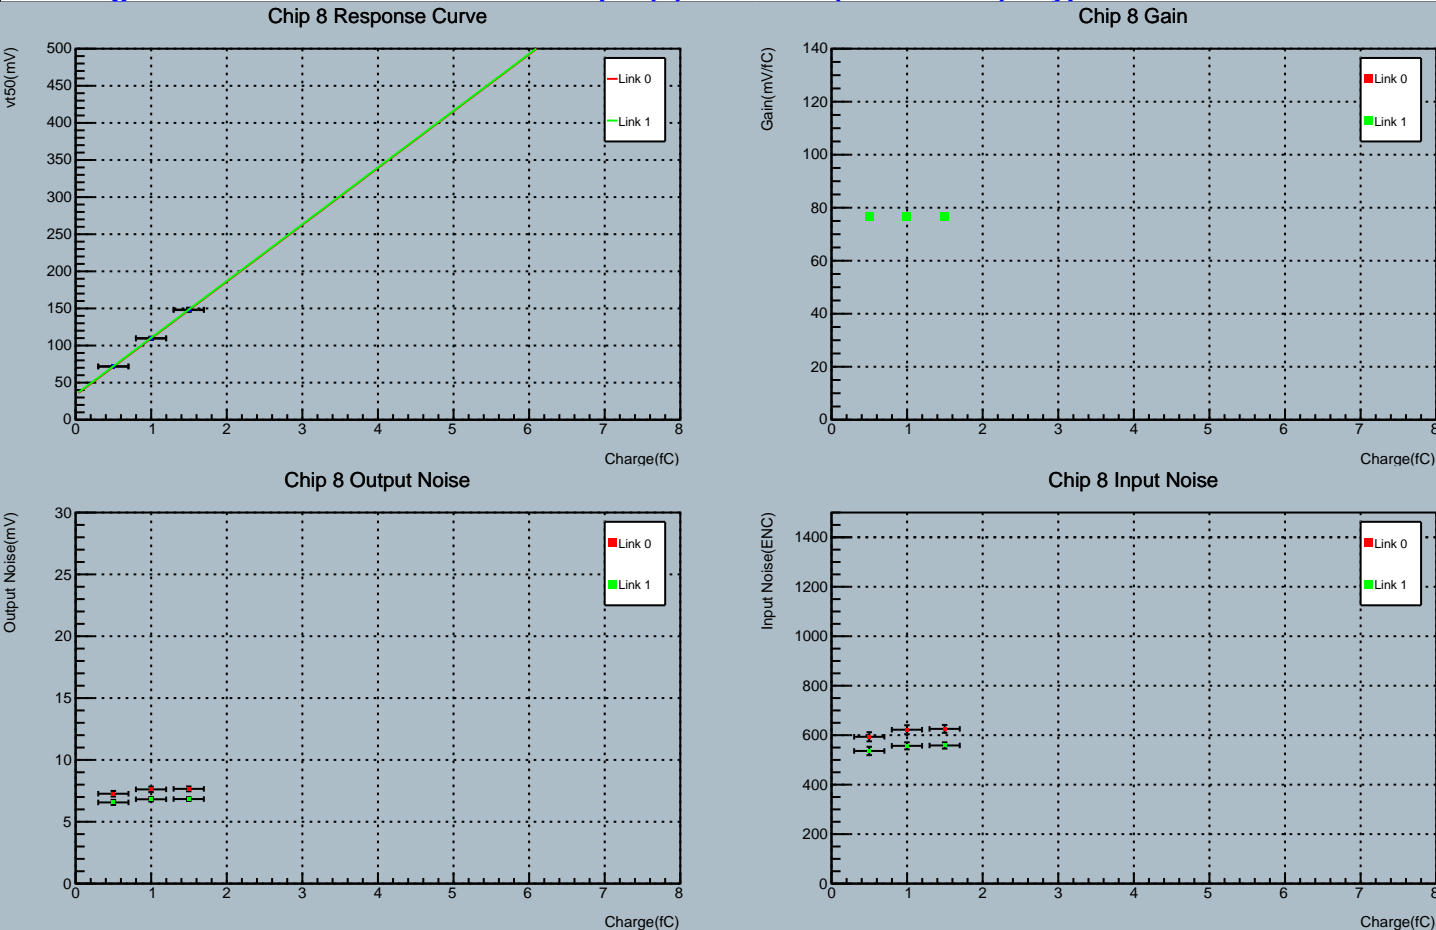 Chip 8 Response Curve
vt50(mV)
500
450
400
350
300
250
200
150
100
50
0
0 1 2 3 4 5 6 7 8
Charge(fC)
Link 0
Link 1
Chip 8 Gain
Gain(mV/fC)
140
120
100
80
60
40
20
0
0 1 2 3 4 5 6 7 8
Charge(fC)
Link 0
Link 1
Chip 8 Output Noise
Output Noise(mV)
30
25
20
15
10
5
0
0 1 2 3 4 5 6 7 8
Charge(fC)
Link 0
Link 1
Chip 8 Input Noise
Input Noise(ENC)
1400
1200
1000
800
600
400
200
0
0 1 2 3 4 5 6 7 8
Charge(fC)
Link 0
Link 1